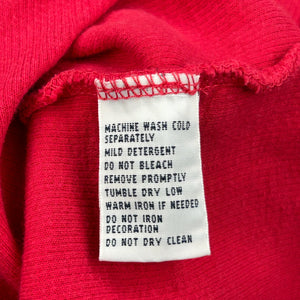 MACHINE WASH COLD
SEPARATELY
MILD DETERGENT
DO NOT BLEACH
REMOVE PROMPTLY
TUMBLE DRY LOW
WARM IRON IF NEEDED
DO NOT IRON
DECORATION
DO NOT DRY CLEAN